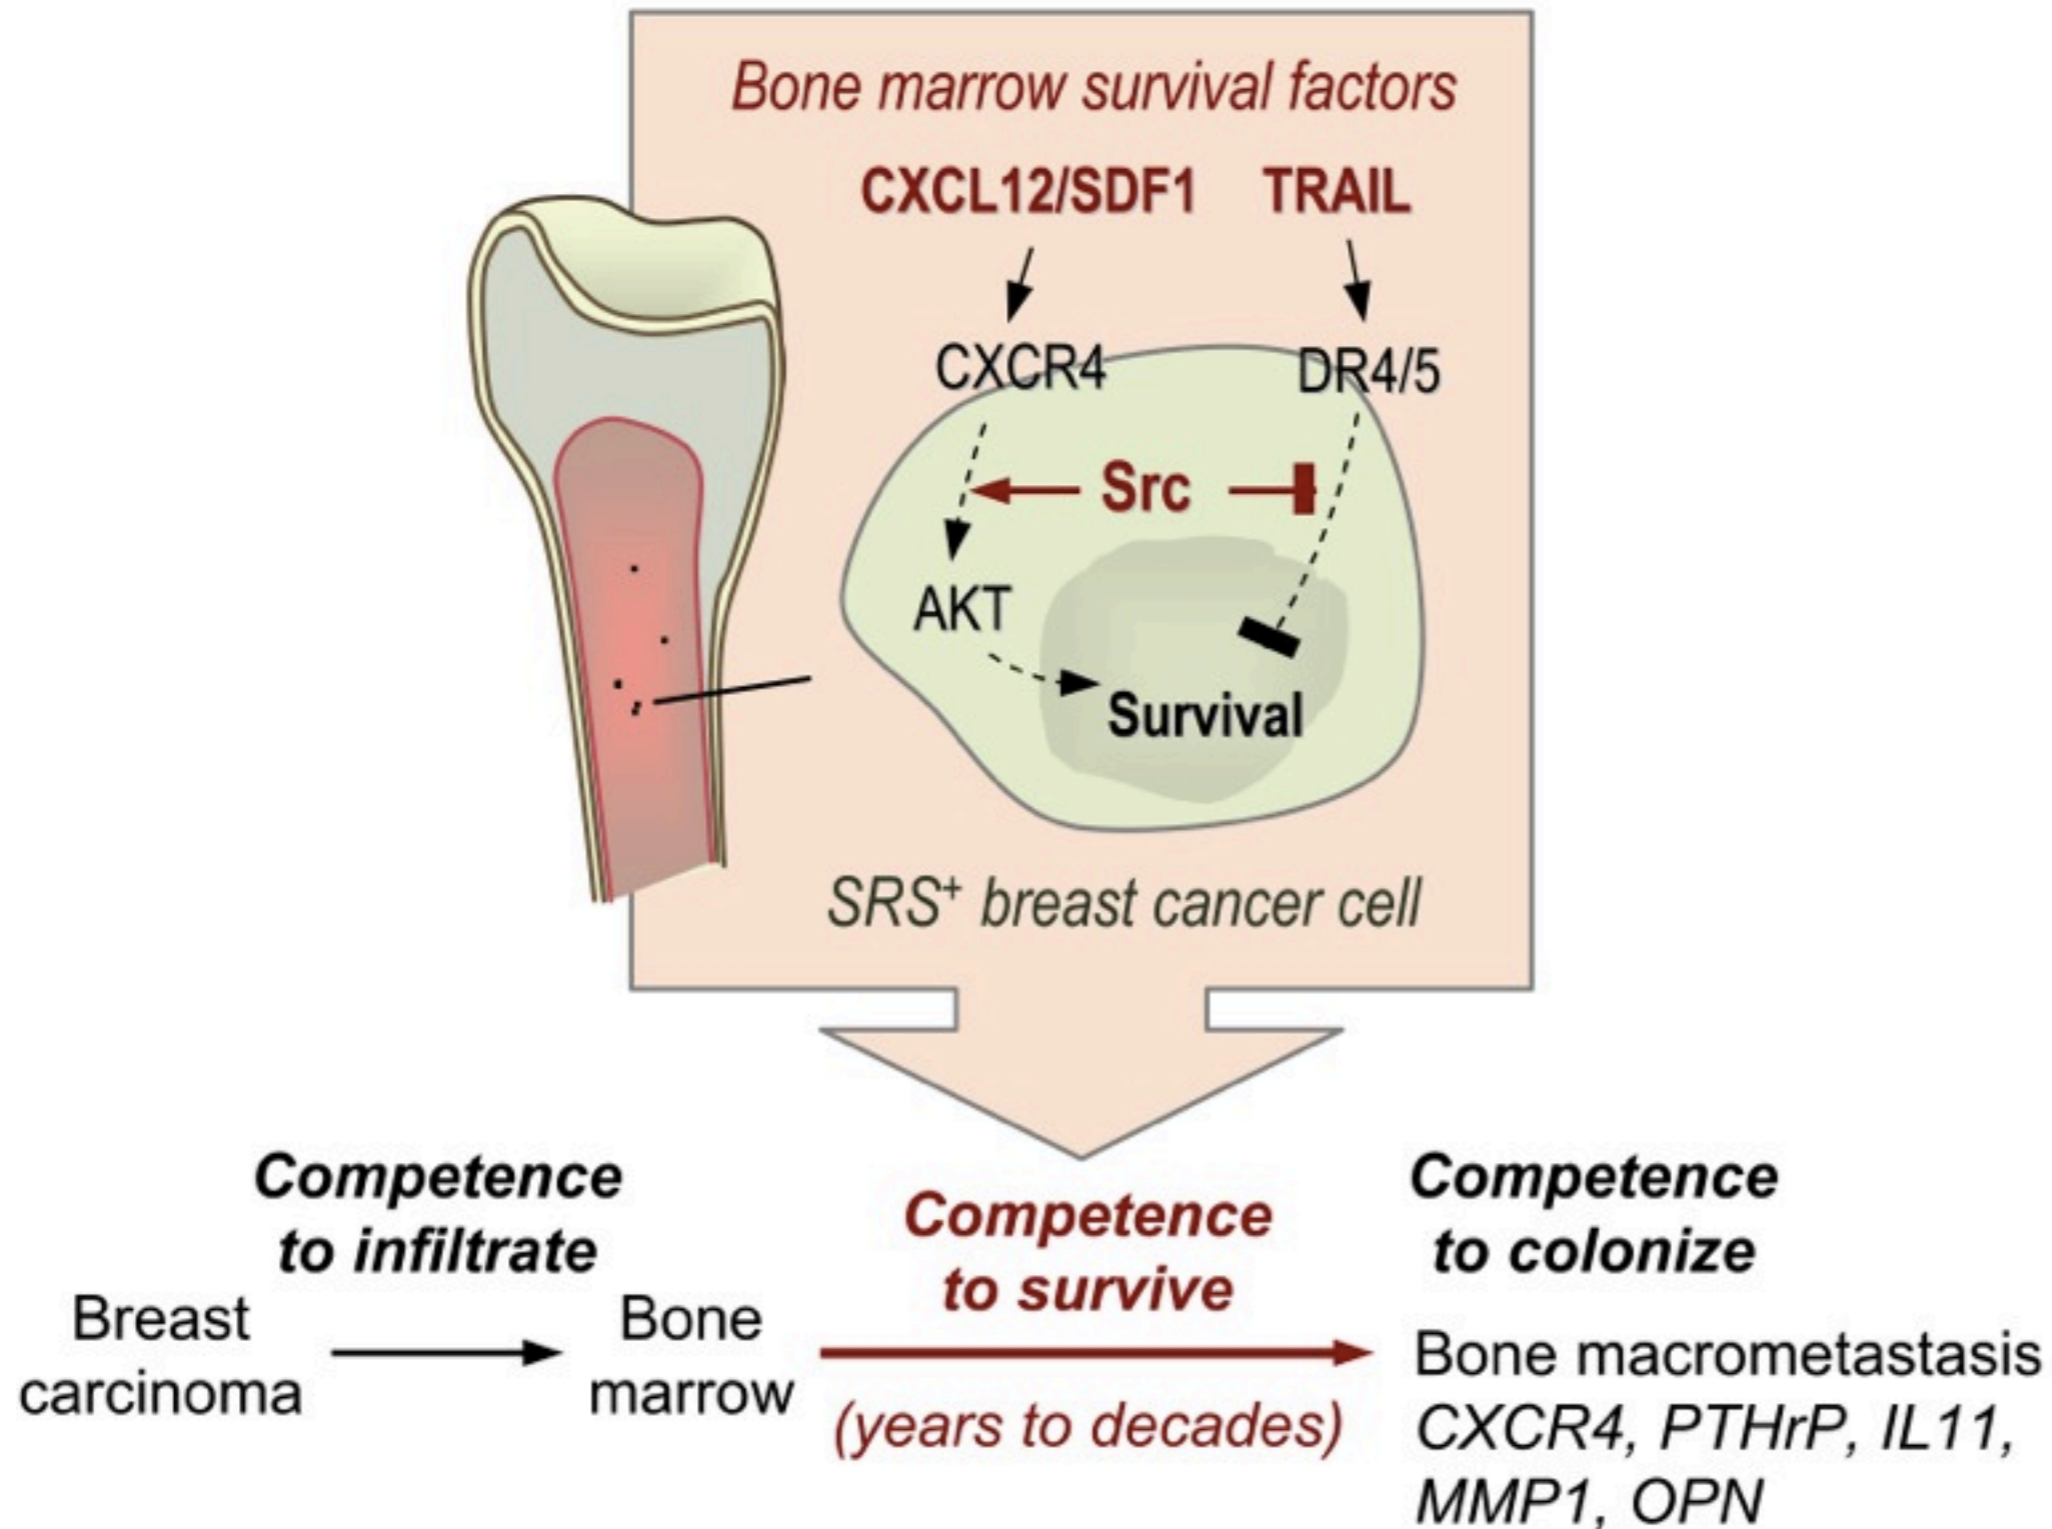 Bone marrow survival factors
CXCL12/SDF1 TRAIL
CXCR4 DR4/5
Src
AKT
Survival
SRS⁺ breast cancer cell
Competence
to infiltrate
Breast
carcinoma
Bone
marrow
Competence
to survive
(years to decades)
Competence
to colonize
Bone macrometastasis
CXCR4, PTHrP, IL11,
MMP1, OPN